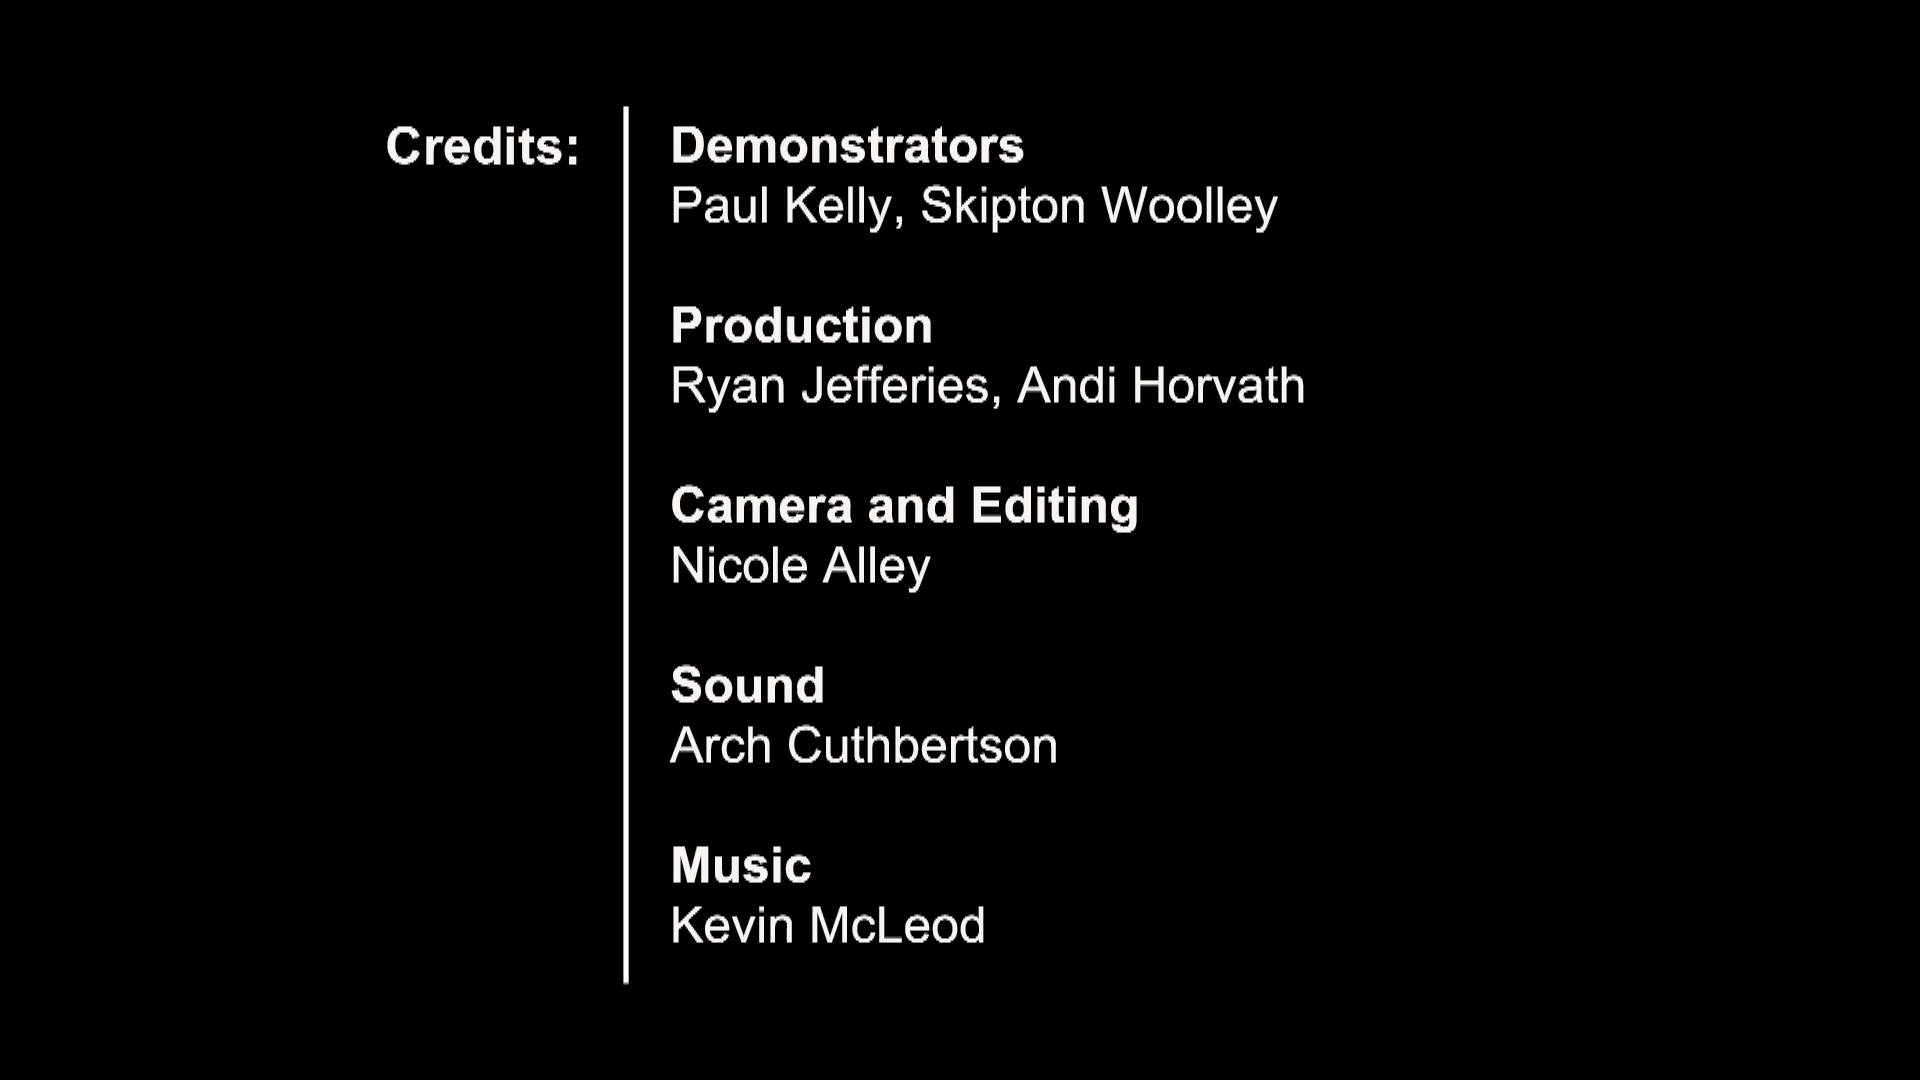 Credits:
Demonstrators
Paul Kelly, Skipton Woolley
Production
Ryan Jefferies, Andi Horvath
Camera and Editing
Nicole Alley
Sound
Arch Cuthbertson
Music
Kevin McLeod